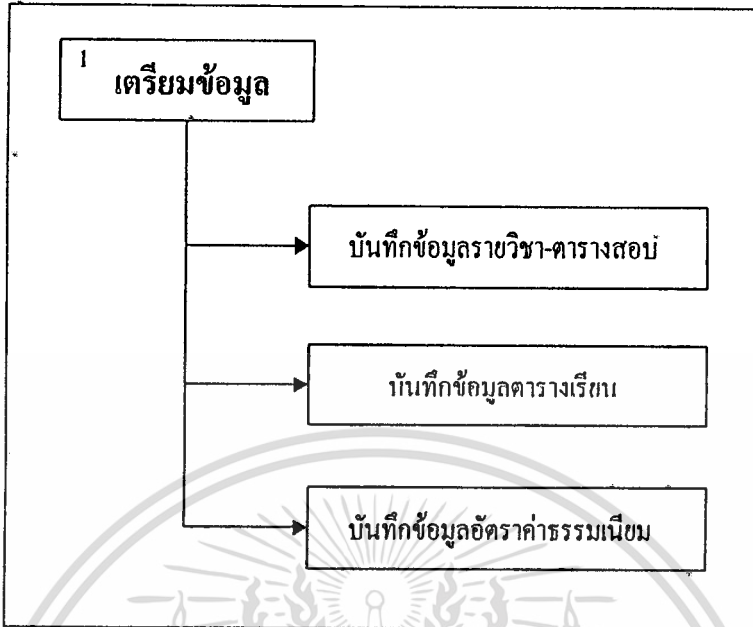 1
เตรียมข้อมูล
บันทึกข้อมูลรายวิชา-ตารางสอบ
บันทึกข้อมูลตารางเรียน
บันทึกข้อมูลอัตราค่าธรรมเนียม